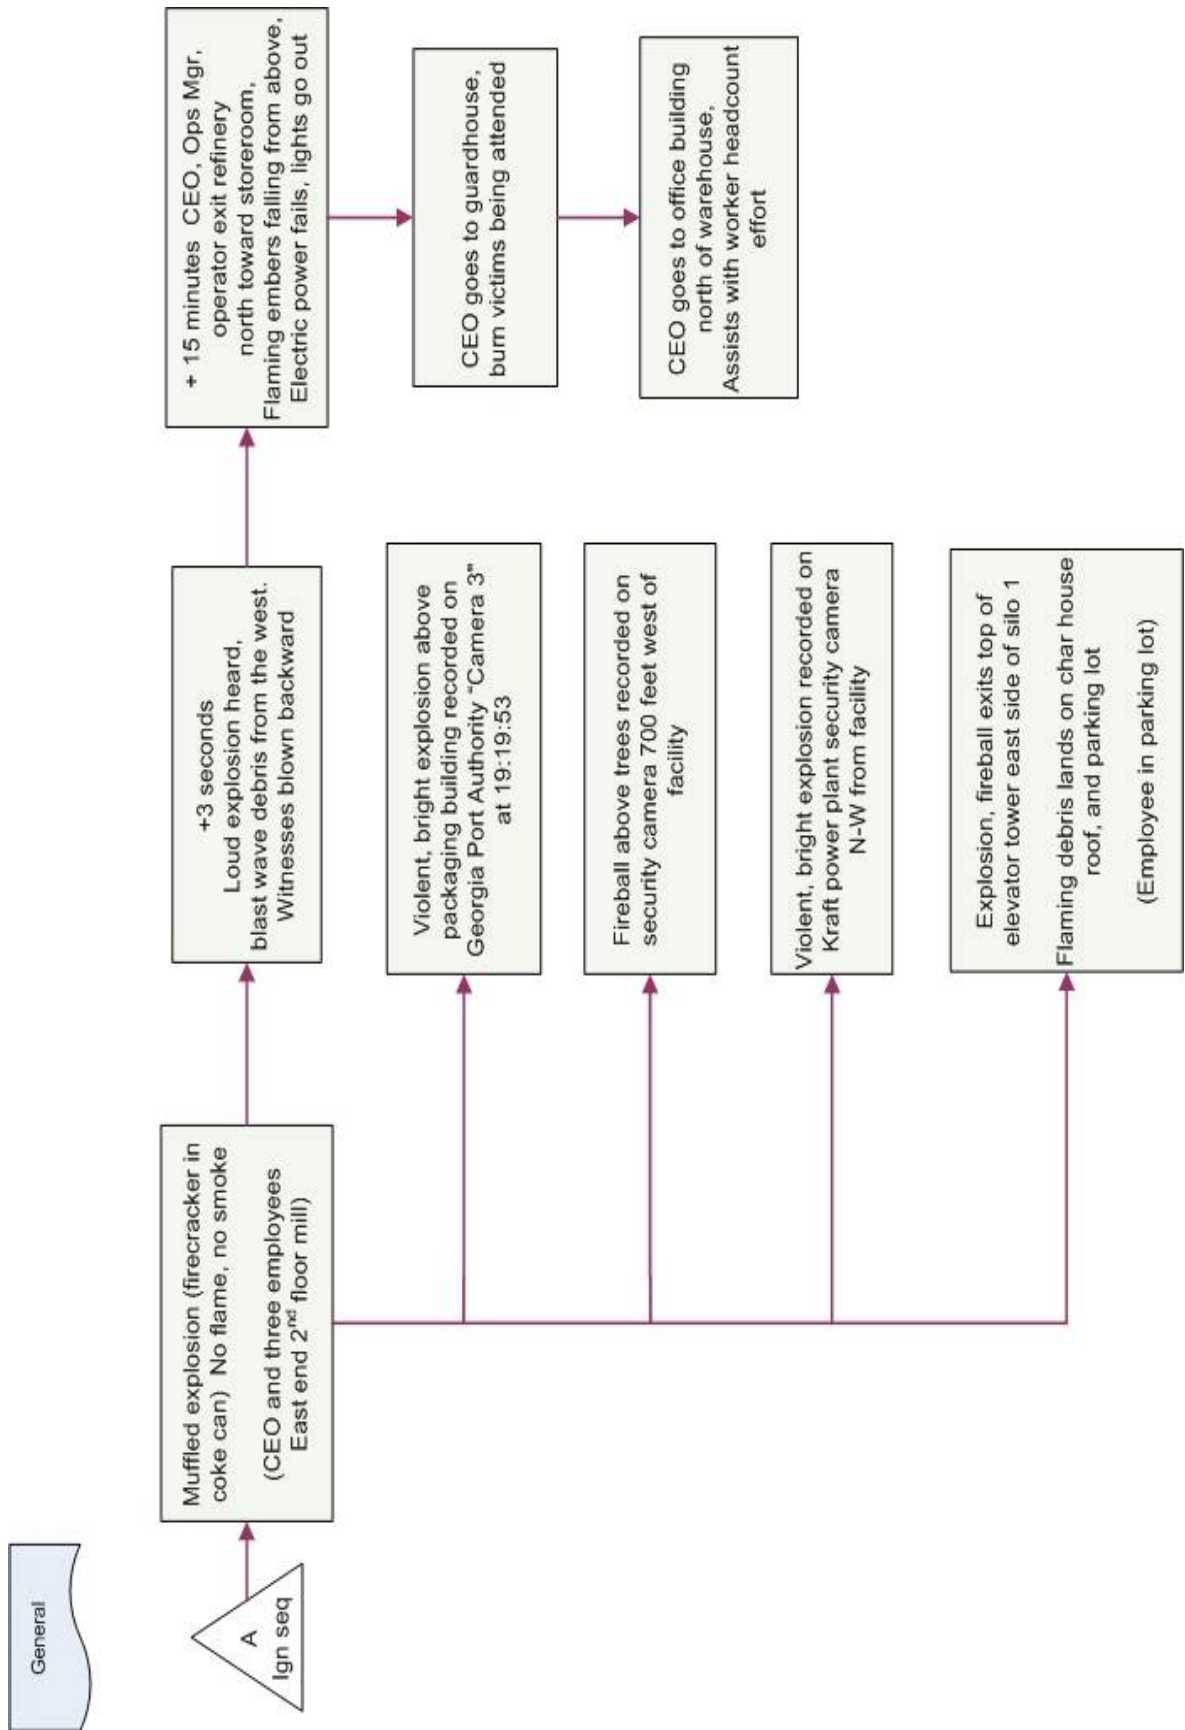 General
A
Ign seq
Muffled explosion (firecracker in
coke can)  No flame, no smoke
(CEO and three employees
East end 2nd floor mill)
+3 seconds
Loud explosion heard,
blast wave debris from the west.
Witnesses blown backward
+ 15 minutes  CEO, Ops Mgr,
operator exit refinery
north toward storeroom,
Flaming embers falling from above,
Electric power fails, lights go out
CEO goes to guardhouse,
burn victims being attended
CEO goes to office building
north of warehouse,
Assists with worker headcount
effort
Violent, bright explosion above
packaging building recorded on
Georgia Port Authority “Camera 3”
at 19:19:53
Fireball above trees recorded on
security camera 700 feet west of
facility
Violent, bright explosion recorded on
Kraft power plant security camera
N-W from facility
Explosion, fireball exits top of
elevator tower east side of silo 1
Flaming debris lands on char house
roof, and parking lot
(Employee in parking lot)